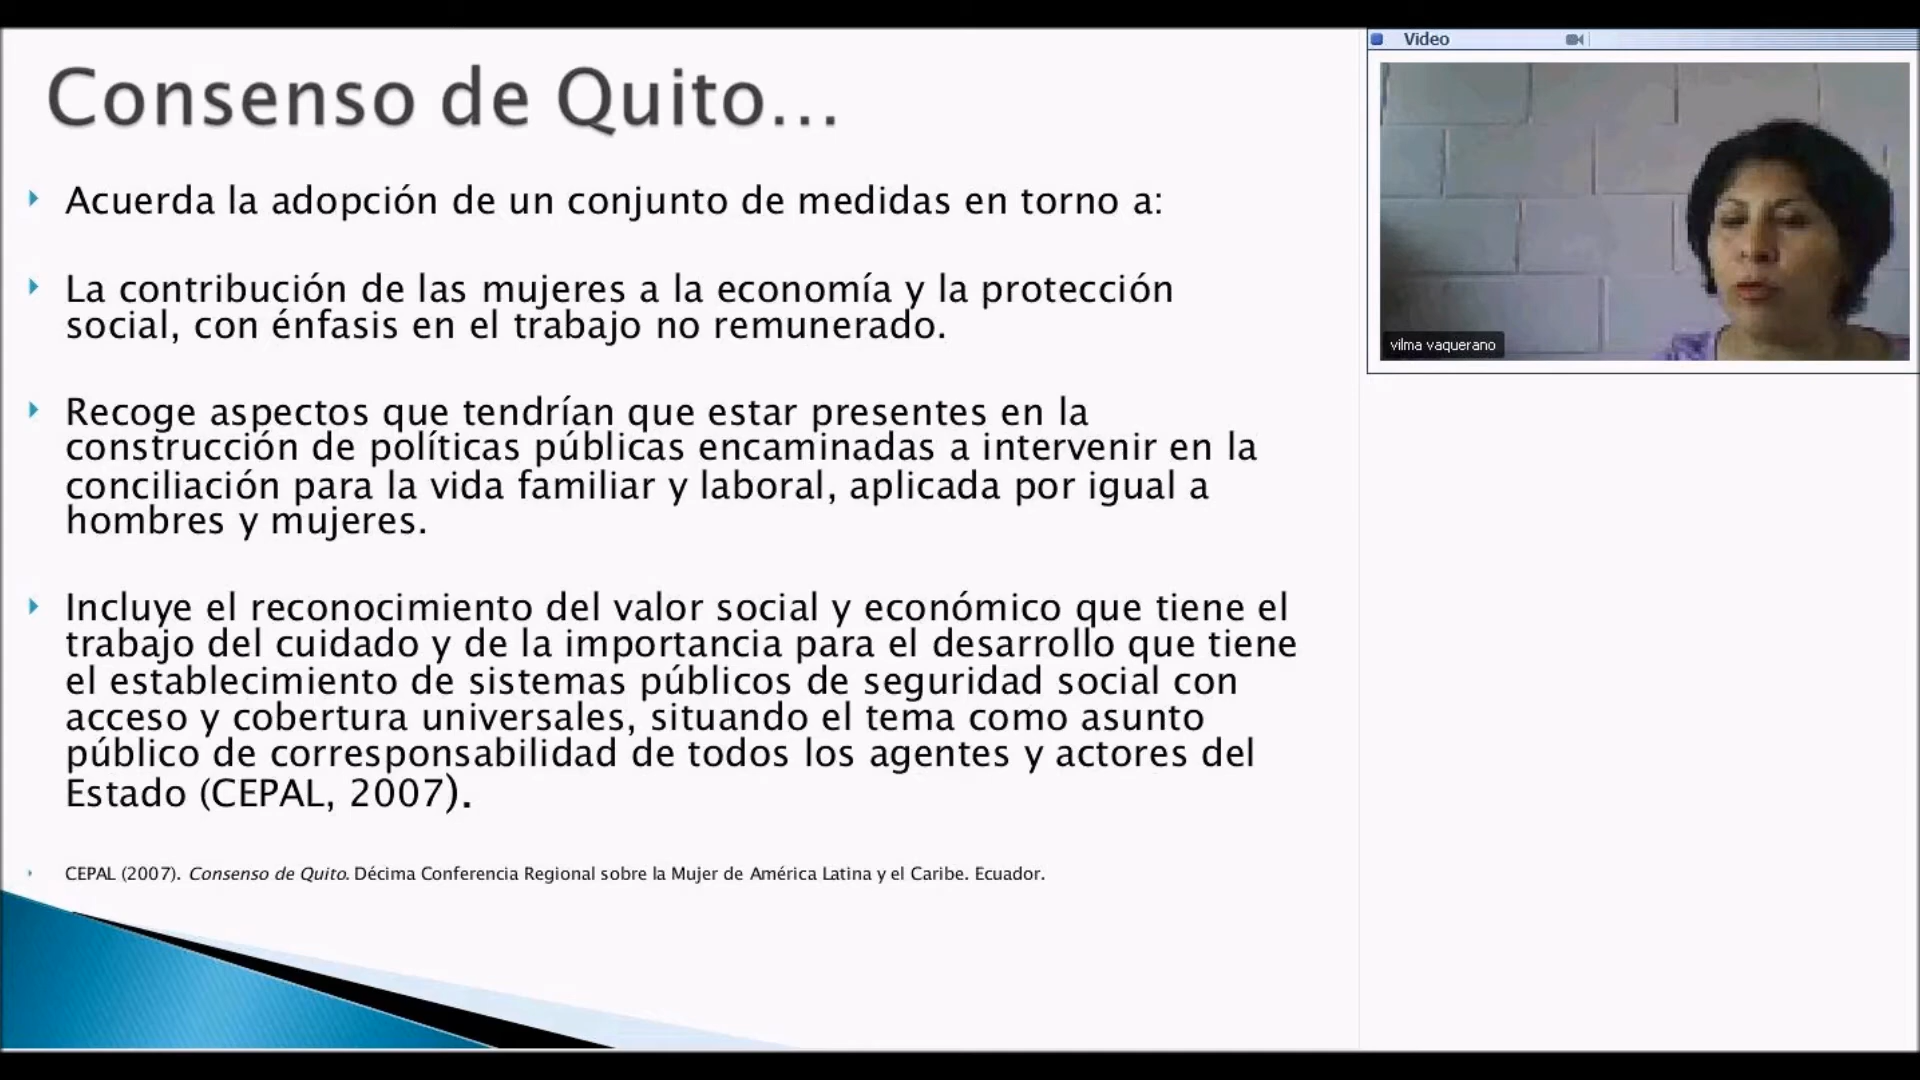 Consenso de Quito...
Acuerda la adopción de un conjunto de medidas en torno a:
La contribución de las mujeres a la economía y la protección
social, con énfasis en el trabajo no remunerado.
Recoge aspectos que tendrían que estar presentes en la
construcción de políticas públicas encaminadas a intervenir en la
conciliación para la vida familiar y laboral, aplicada por igual a
hombres y mujeres.
Incluye el reconocimiento del valor social y económico que tiene el
trabajo del cuidado y de la importancia para el desarrollo que tiene
el establecimiento de sistemas públicos de seguridad social con
acceso y cobertura universales, situando el tema como asunto
público de corresponsabilidad de todos los agentes y actores del
Estado (CEPAL, 2007).
CEPAL (2007). Consenso de Quito. Décima Conferencia Regional sobre la Mujer de América Latina y el Caribe. Ecuador.
Video
vilma vaquerano